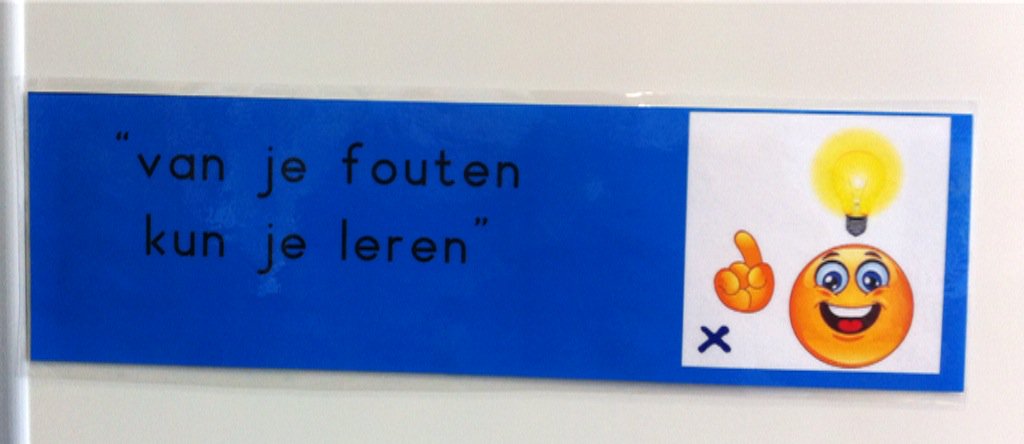 “van je fouten
kun je leren”